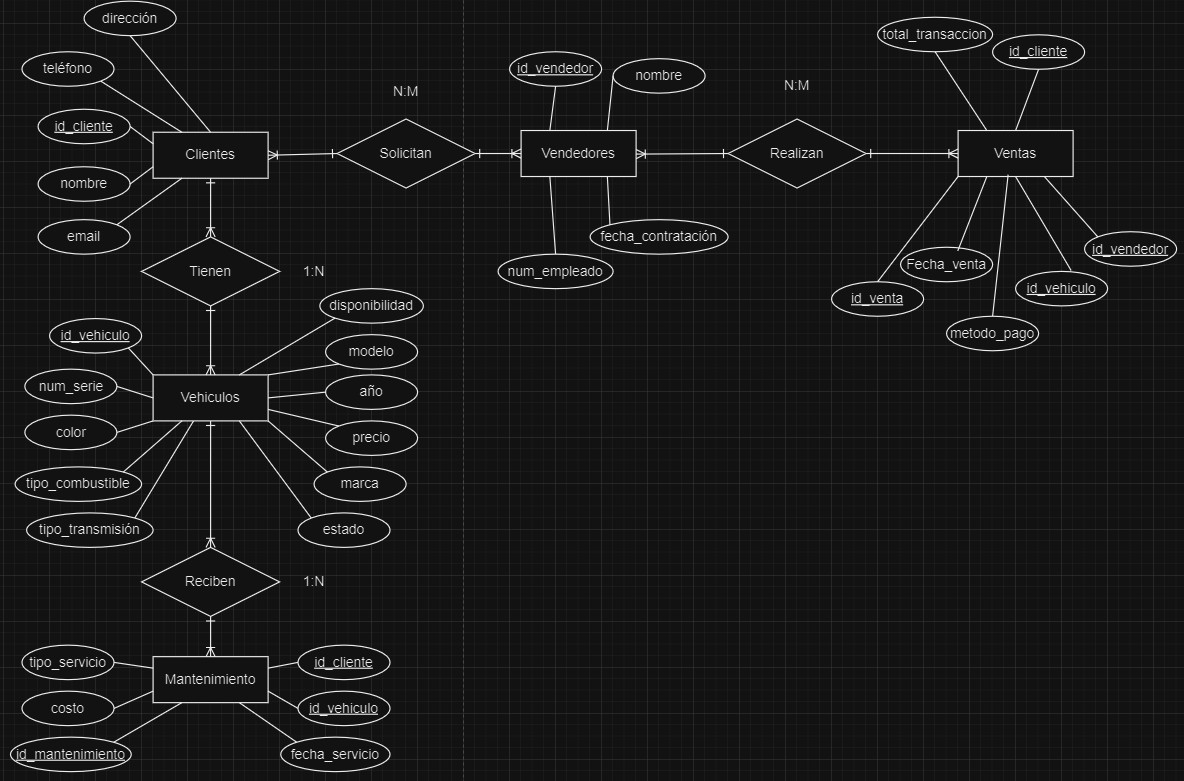 dirección
teléfono
id_cliente
nombre
email
Clientes
N:M
Solicitan
id_vendedor
nombre
Vendedores
num_empleado
fecha_contratación
N:M
Realizan
total_transaccion
id_cliente
Ventas
id_venta
Fecha_venta
metodo_pago
id_vehiculo
id_vendedor
Tienen
1:N
id_vehiculo
num_serie
color
tipo_combustible
tipo_transmisión
Vehiculos
disponibilidad
modelo
año
precio
marca
estado
Reciben
1:N
tipo_servicio
costo
id_mantenimiento
Mantenimiento
id_cliente
id_vehiculo
fecha_servicio